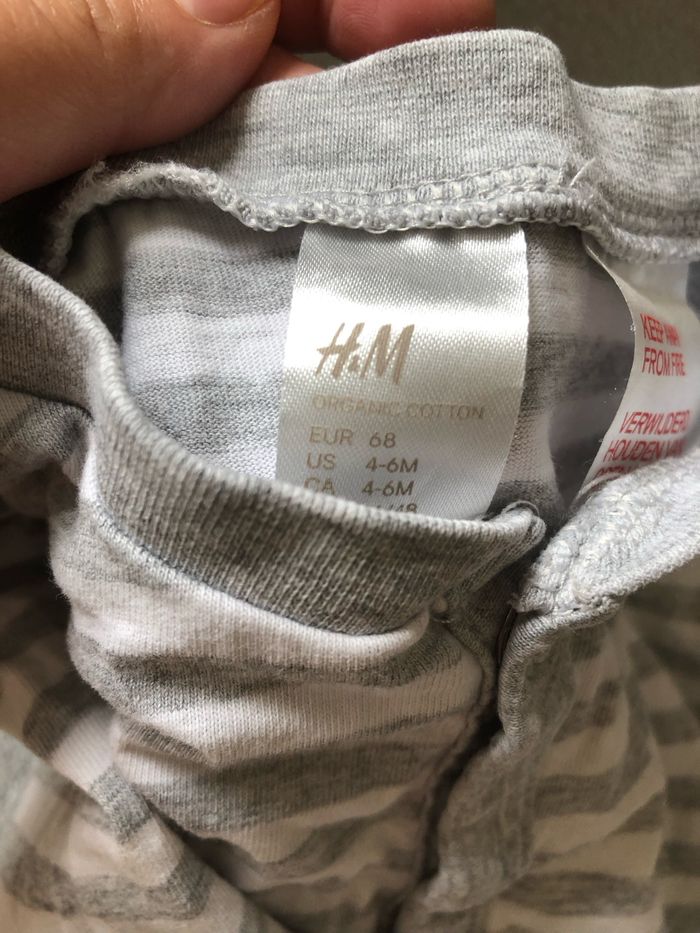 H&M
ORGANIC COTTON
EUR 68
US 4-6M
CA 4-6M
KEEP AWAY
FROM FIRE
VERWIJDERD
HOUDEN VAN